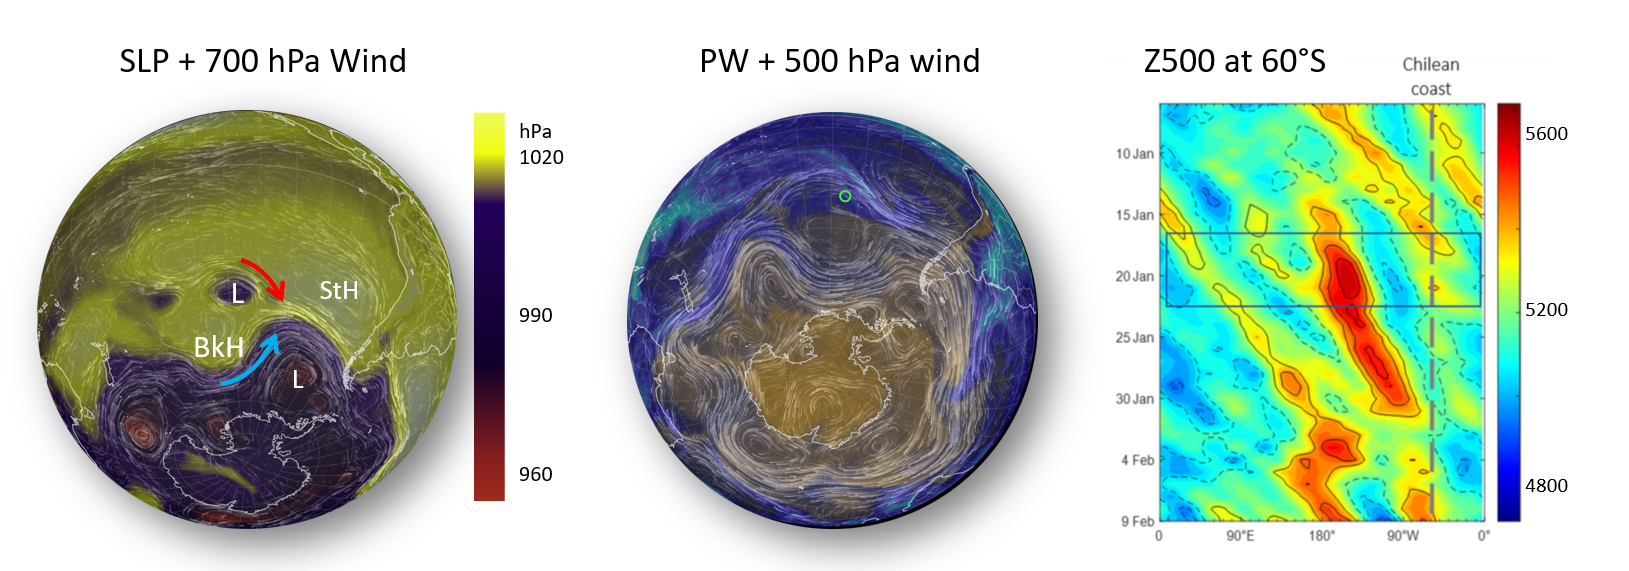 SLP + 700 hPa Wind
hPa
1020
990
960
L
StH
BkH
L
PW + 500 hPa wind
Z500 at 60°S
Chilean
coast
10 Jan
15 Jan
20 Jan
25 Jan
30 Jan
4 Feb
9 Feb
0
90°E
180°
90°W
0°
5600
5200
4800